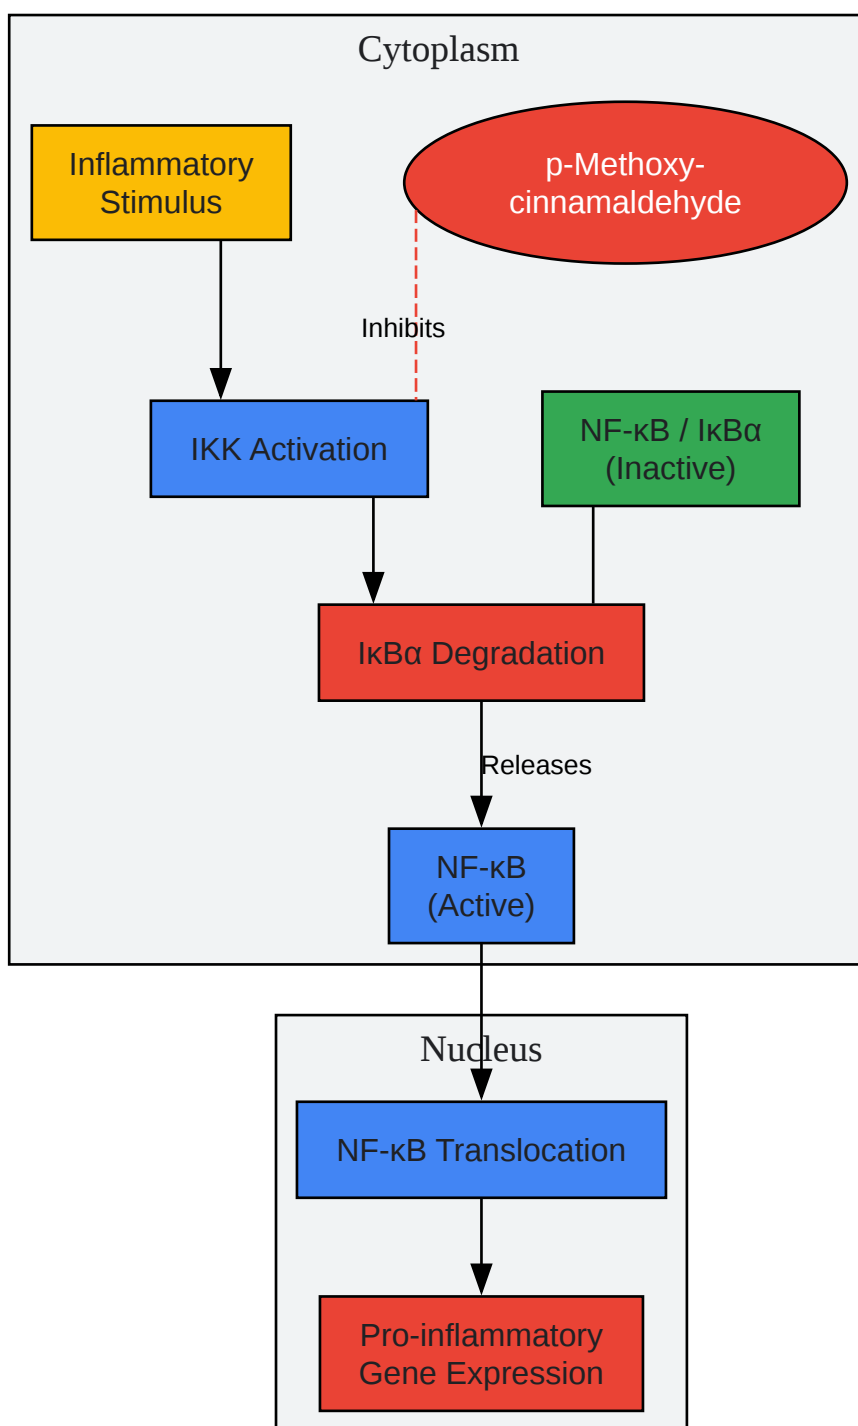 Cytoplasm
Inflammatory
Stimulus
p-Methoxy-
cinnamaldehyde
Inhibits
IKK Activation
NF-κB / IκBα
(Inactive)
IκBα Degradation
Releases
NF-κB
(Active)
Nucleus
NF-κB Translocation
Pro-inflammatory
Gene Expression